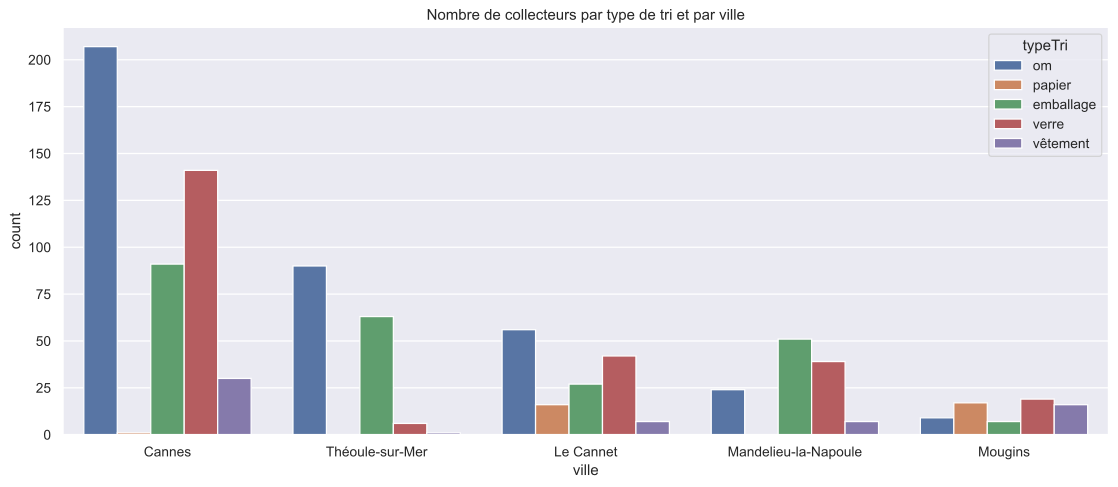 Nombre de collecteurs par type de tri et par ville
typeTri
om
papier
emballage
verre
vêtement
count
200
175
150
125
100
75
50
25
0
Cannes
Théoule-sur-Mer
Le Cannet
Mandelieu-la-Napoule
Mougins
ville